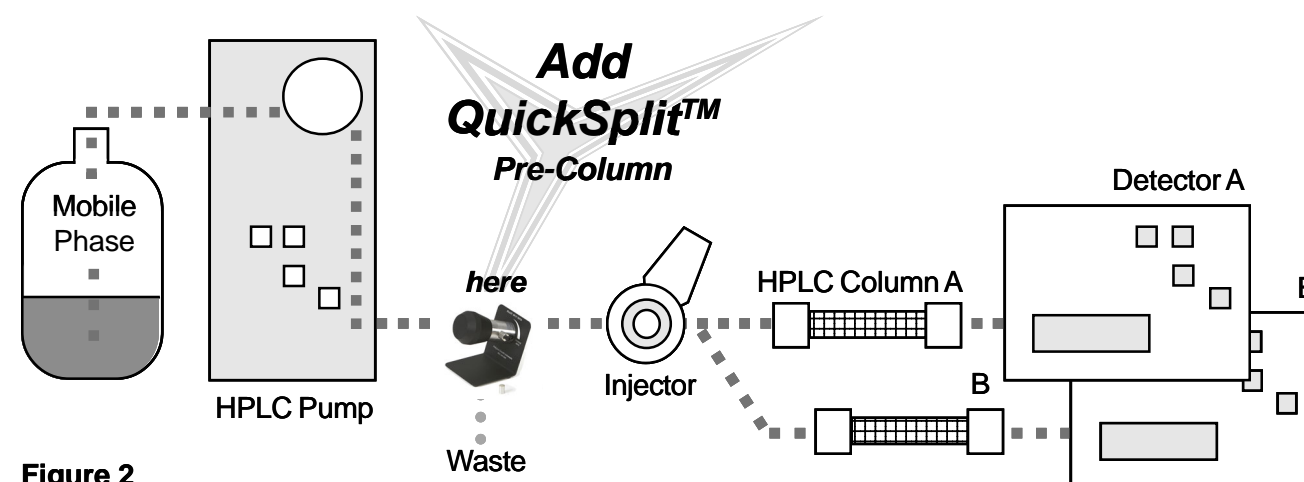 Add
QuickSplit™
Pre-Column
here
Mobile
Phase
HPLC Pump
Waste
Injector
HPLC Column A
B
Detector A
Figure 2